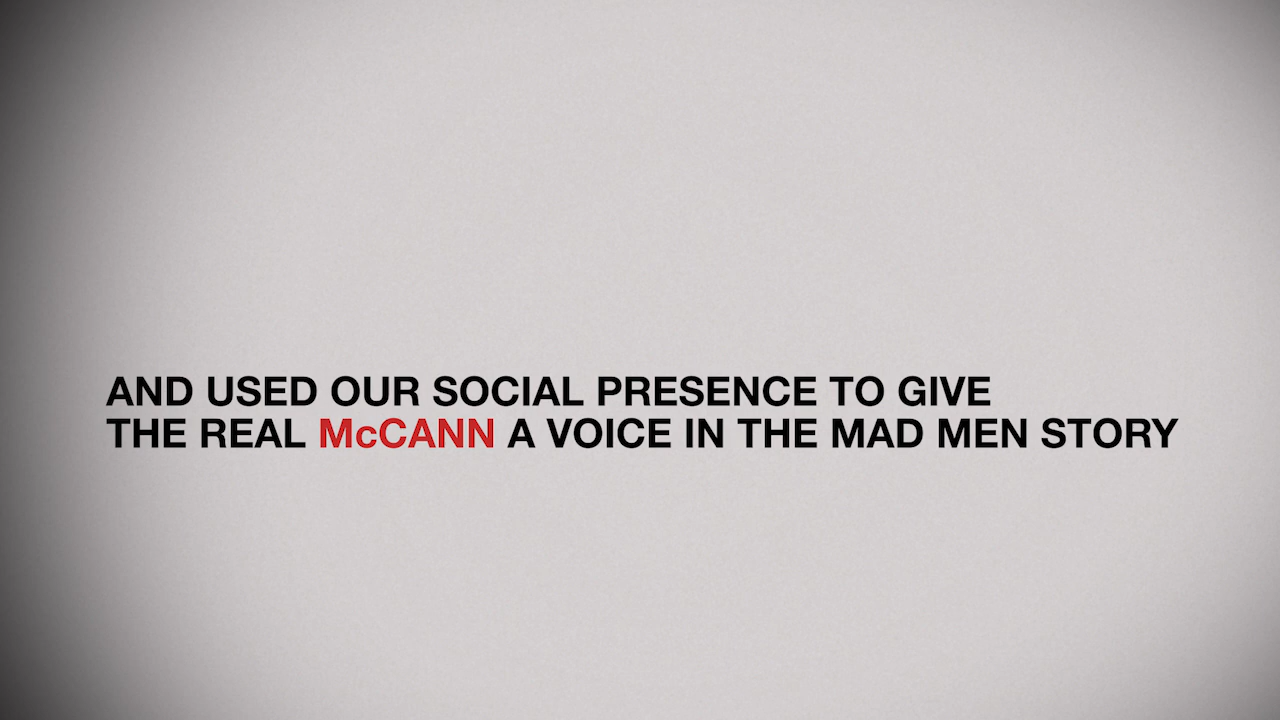 AND USED OUR SOCIAL PRESENCE TO GIVE
THE REAL McCANN A VOICE IN THE MAD MEN STORY